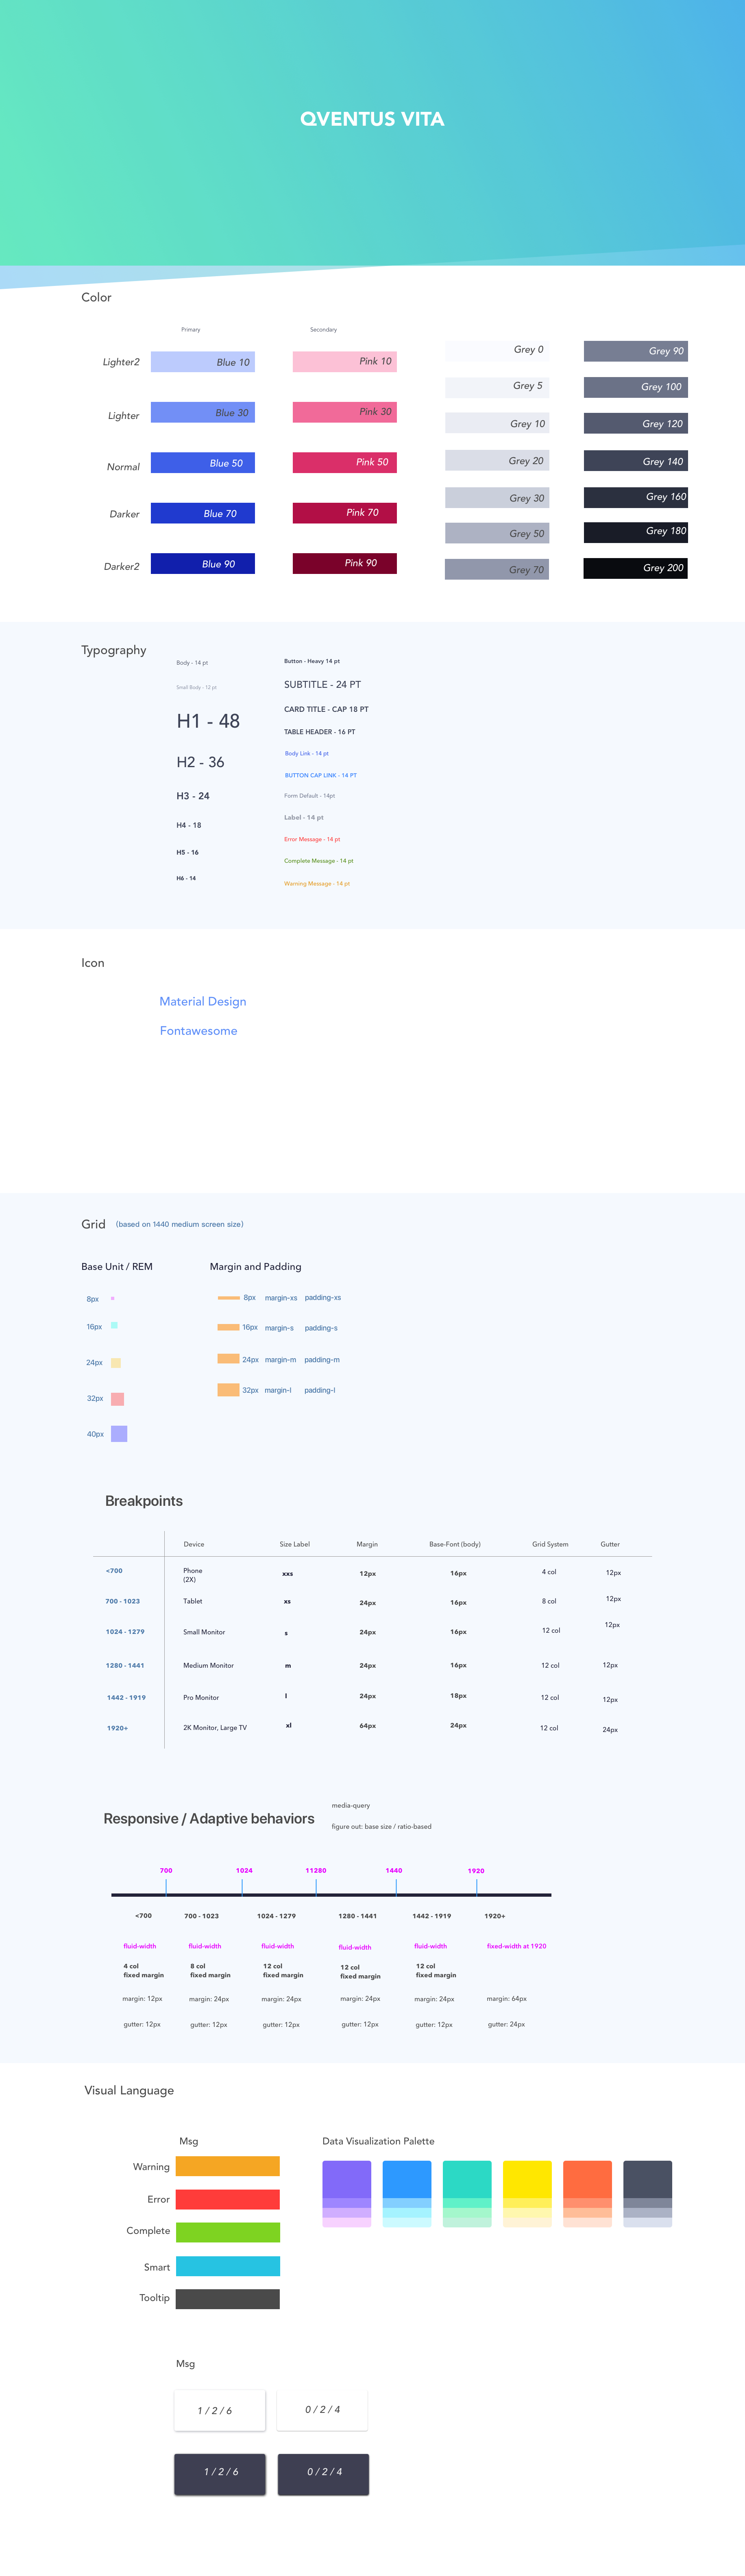 QVENTUS VITA
Color
Primary
Secondary
Lighter2
Blue 10
Pink 10
Lighter
Blue 30
Pink 30
Normal
Blue 50
Pink 50
Darker
Blue 70
Pink 70
Darker2
Blue 90
Pink 90
Grey 0
Grey 5
Grey 10
Grey 20
Grey 30
Grey 50
Grey 70
Grey 90
Grey 100
Grey 120
Grey 140
Grey 160
Grey 180
Grey 200
Typography
Body - 14 pt
Small Body - 12 pt
H1 - 48
H2 - 36
H3 - 24
H4 - 18
H5 - 16
H6 - 14
Button - Heavy 14 pt
SUBTITLE - 24 PT
CARD TITLE - CAP 18 PT
TABLE HEADER - 16 PT
Body Link - 14 pt
BUTTON CAP LINK - 14 PT
Form Default - 14pt
Label - 14 pt
Error Message - 14 pt
Complete Message - 14 pt
Warning Message - 14 pt
Icon
Material Design
Fontawesome
Grid (based on 1440 medium screen size)
Base Unit / REM
8px
16px
24px
32px
40px
Margin and Padding
8px margin-xs padding-xs
16px margin-s padding-s
24px margin-m padding-m
32px margin-l padding-l
Breakpoints
Device Size Label Margin Base-Font (body) Grid System Gutter
<700 Phone xxs 12px 16px 4 col 12px
(2X)
700 - 1023 Tablet xs 24px 16px 8 col 12px
1024 - 1279 Small Monitor s 24px 16px 12 col 12px
1280 - 1441 Medium Monitor m 24px 16px 12 col 12px
1442 - 1919 Pro Monitor l 24px 18px 12 col 12px
1920+ 2K Monitor, Large TV xl 64px 24px 12 col 24px
Responsive / Adaptive behaviors
media-query
figure out: base size / ratio-based
700 1024 11280 1440 1920
<700 700 - 1023 1024 - 1279 1280 - 1441 1442 - 1919 1920+
fluid-width fluid-width fluid-width fluid-width fluid-width fixed-width at 1920
4 col 8 col 12 col 12 col 12 col
fixed margin fixed margin fixed margin fixed margin fixed margin
margin: 12px margin: 24px margin: 24px margin: 24px margin: 24px margin: 64px
gutter: 12px gutter: 12px gutter: 12px gutter: 12px gutter: 12px gutter: 24px
Visual Language
Msg
Warning
Error
Complete
Smart
Tooltip
Data Visualization Palette
Msg
1 / 2 / 6
0 / 2 / 4
1 / 2 / 6
0 / 2 / 4